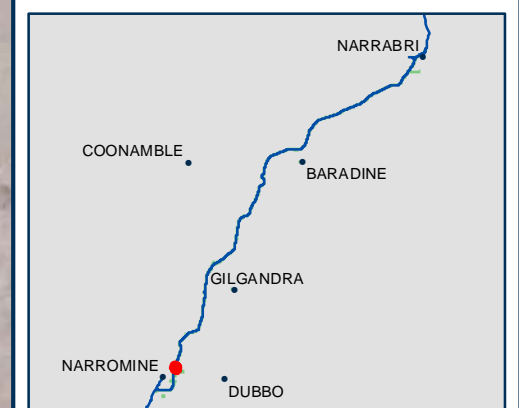 NARRABRI
COONAMBLE
BARADINE
GILGANDRA
NARROMINE
DUBBO